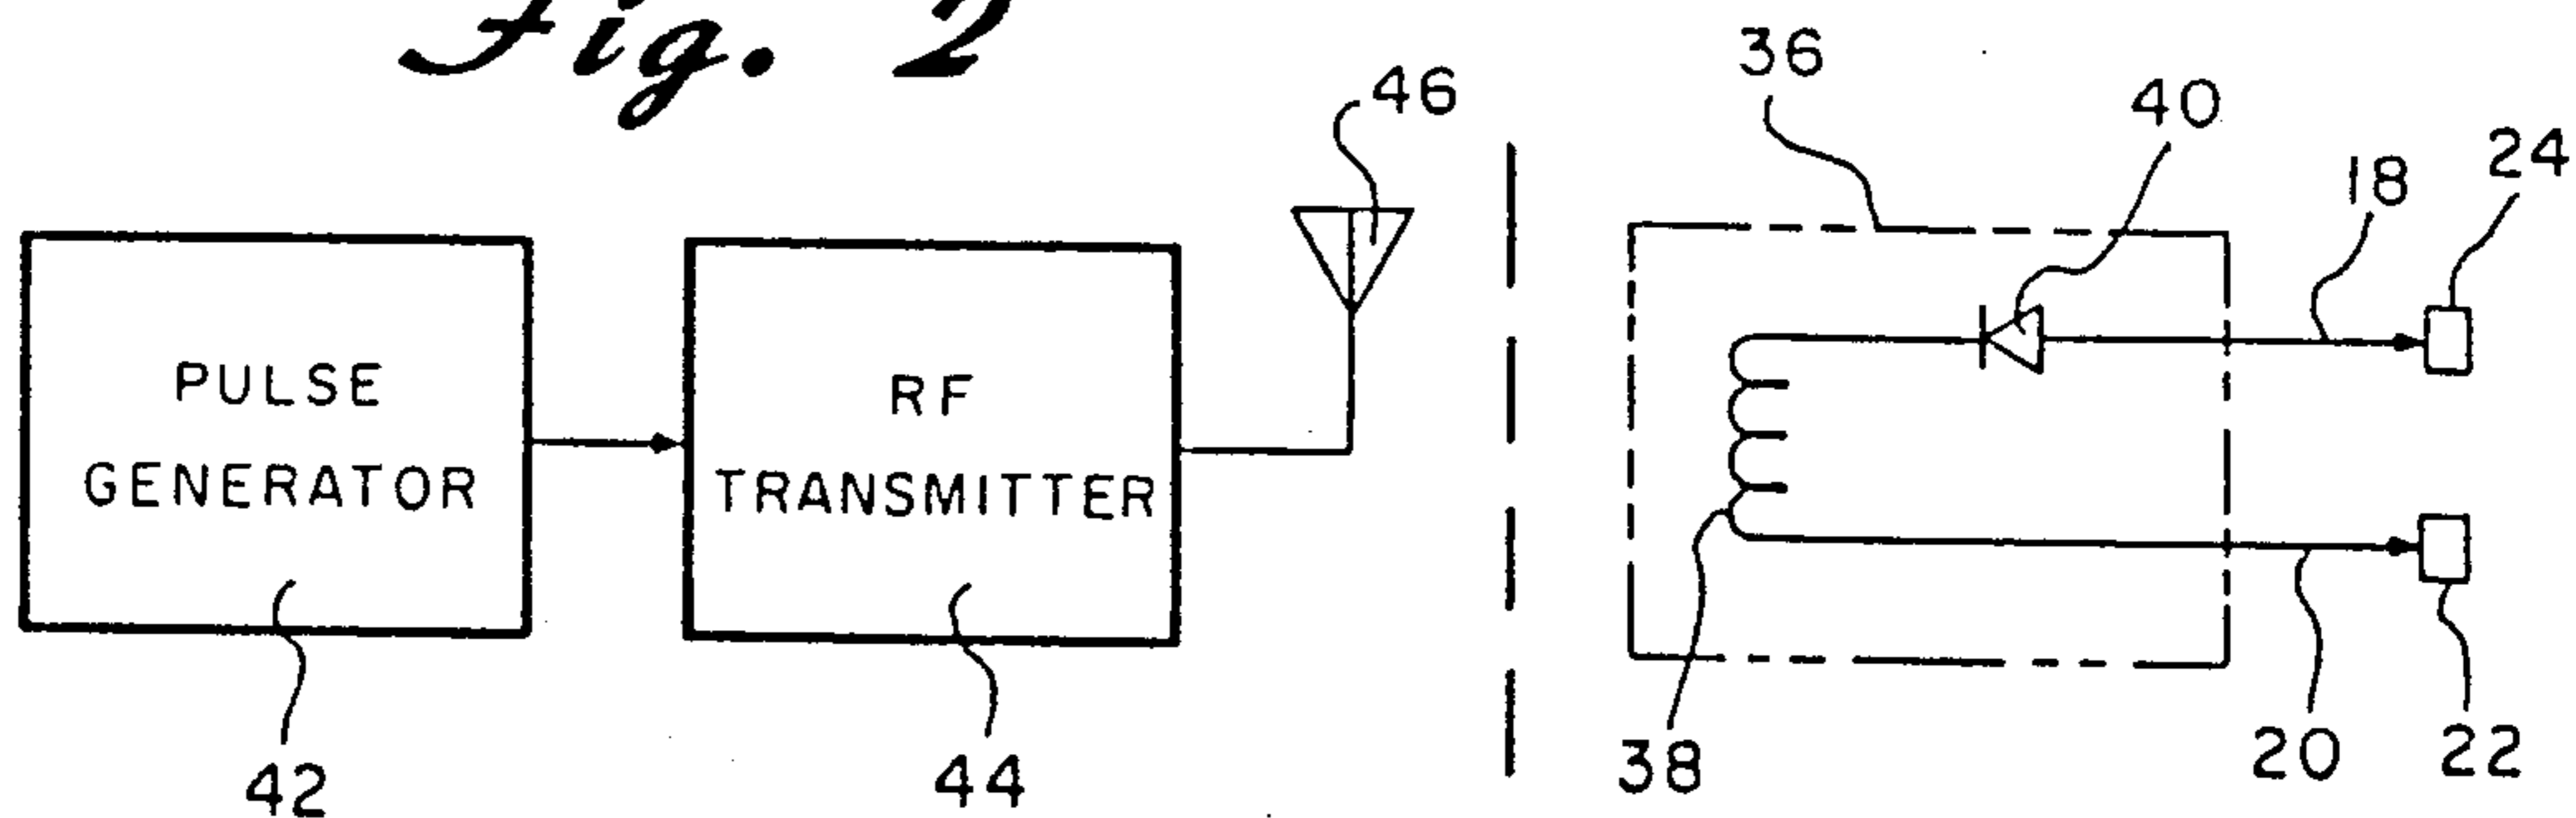 Fig. 2
36
46
40
24
18
PULSE
GENERATOR
RF
TRANSMITTER
42
44
38
20
22